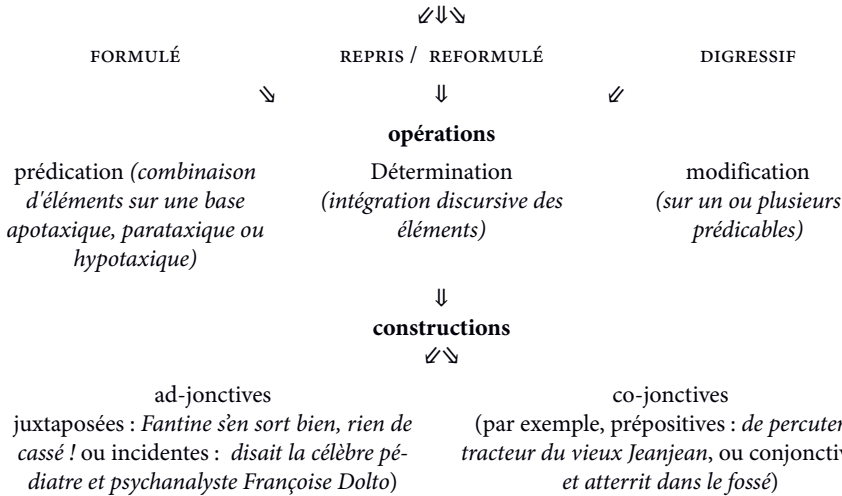 ⇙⇓⇘
FORMULÉ REPRIS / REFORMULÉ DIGRESSIF
⇘ ⇓ ⇙
opérations
prédication (combinaison d'éléments sur une base apotaxique, parataxique ou hypotaxique)
Détermination (intégration discursive des éléments)
modification (sur un ou plusieurs prédicables)
⇓
constructions
⇙⇘
ad-jonctives
juxtaposées : Fantine s'en sort bien, rien de
cassé ! ou incidentes : disait la célèbre pé-
diatre et psychanalyste Françoise Dolto)
co-jonctives
(par exemple, prépositives : de percuter
tracteur du vieux Jeanjean, ou conjonctiv
et atterrit dans le fossé)